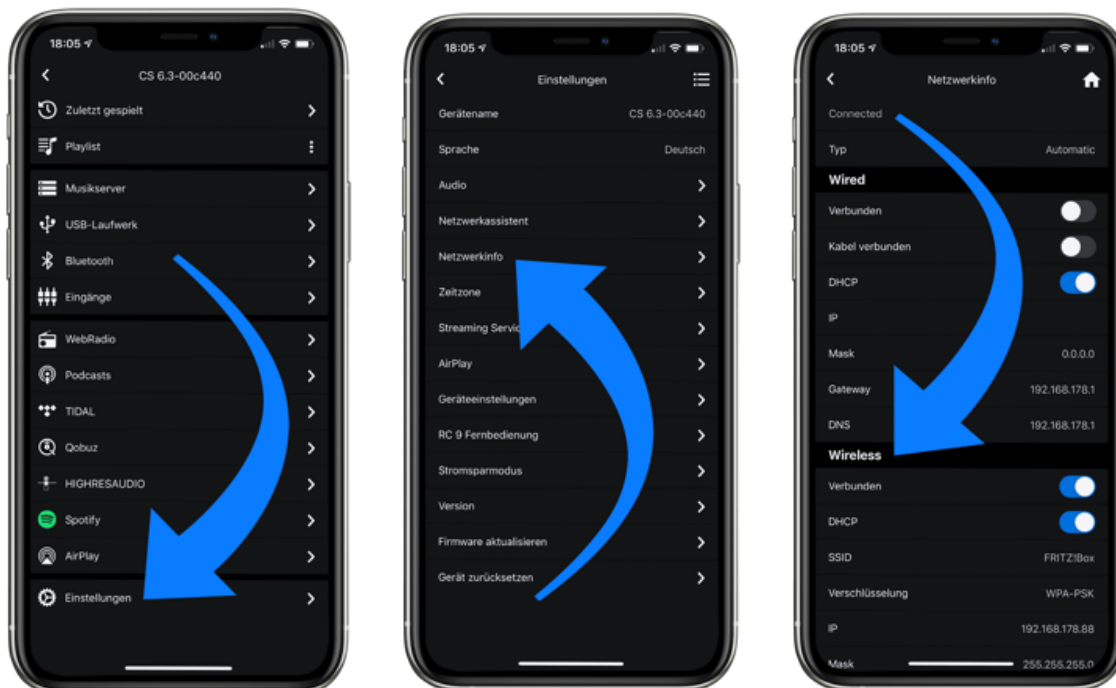 18:05
CS 6.3-00c440
Zuletzt gespielt
Playlist
Musikserver
USB-Laufwerk
Bluetooth
Eingänge
WebRadio
Podcasts
TIDAL
Qobuz
HIGHRESAUDIO
Spotify
AirPlay
Einstellungen
18:05
Einstellungen
Gerätename CS 6.3-00c440
Sprache Deutsch
Audio
Netzwerkassistent
Netzwerkinfo
Zeitzone
Streaming Servic
AirPlay
Geräteeinstellungen
RC 9 Fernbedienung
Stromsparmodus
Version
Firmware aktualisieren
Gerät zurücksetzen
18:05
Netzwerkinfo
Connected
Typ Automatic
Wired
Verbunden
Kabel verbunden
DHCP
IP
Mask 0.0.0.0
Gateway 192.168.178.1
DNS 192.168.178.1
Wireless
Verbunden
DHCP
SSID FRITZ!Box
Verschlüsselung WPA-PSK
IP 192.168.178.88
Mask 255.255.255.0